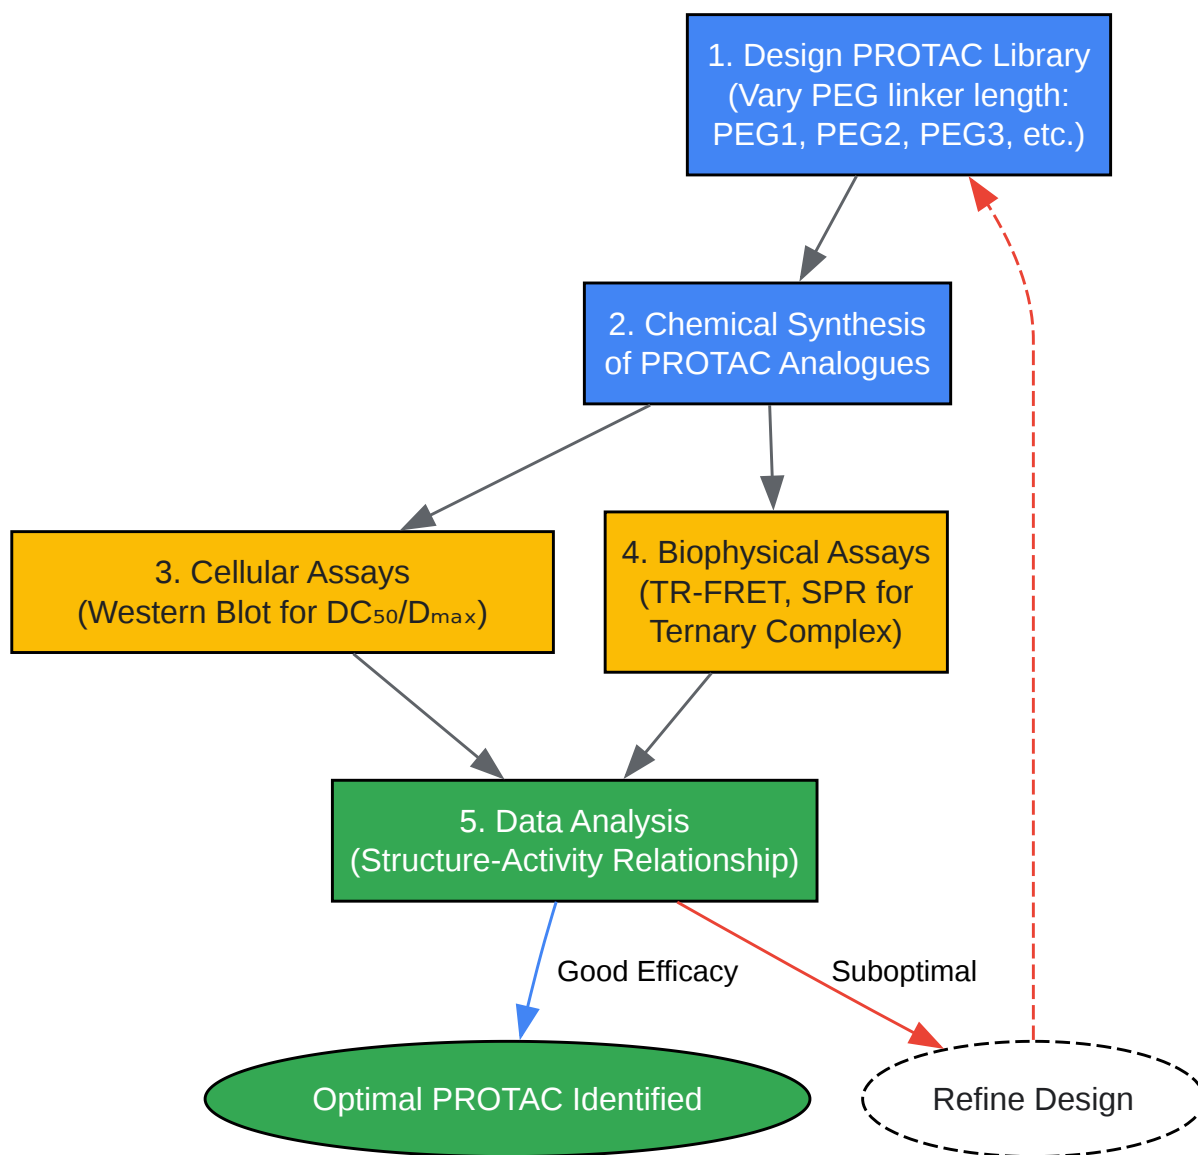 1. Design PROTAC Library
(Vary PEG linker length:
PEG1, PEG2, PEG3, etc.)
2. Chemical Synthesis
of PROTAC Analogues
3. Cellular Assays
(Western Blot for DC₅₀/Dₘₐₓ)
4. Biophysical Assays
(TR-FRET, SPR for
Ternary Complex)
5. Data Analysis
(Structure-Activity Relationship)
Good Efficacy
Suboptimal
Optimal PROTAC Identified
Refine Design